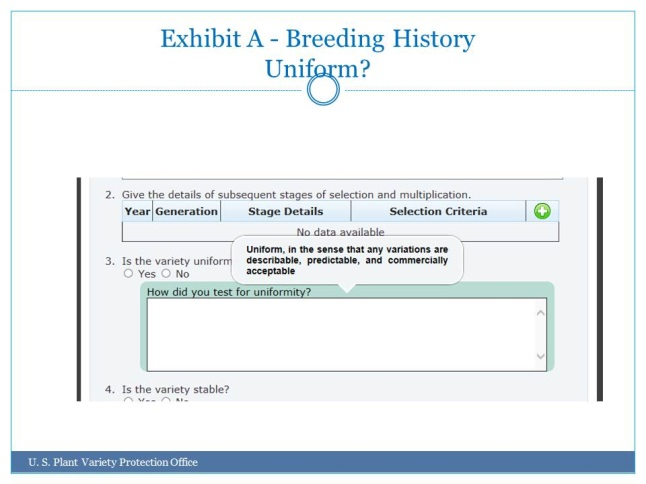 Exhibit A - Breeding History
Uniform?
2. Give the details of subsequent stages of selection and multiplication.
Year Generation Stage Details Selection Criteria
No data available
Uniform, in the sense that any variations are
describable, predictable, and commercially
acceptable
3. Is the variety uniform
Yes No
How did you test for uniformity?
4. Is the variety stable?
Yes No
U. S. Plant Variety Protection Office